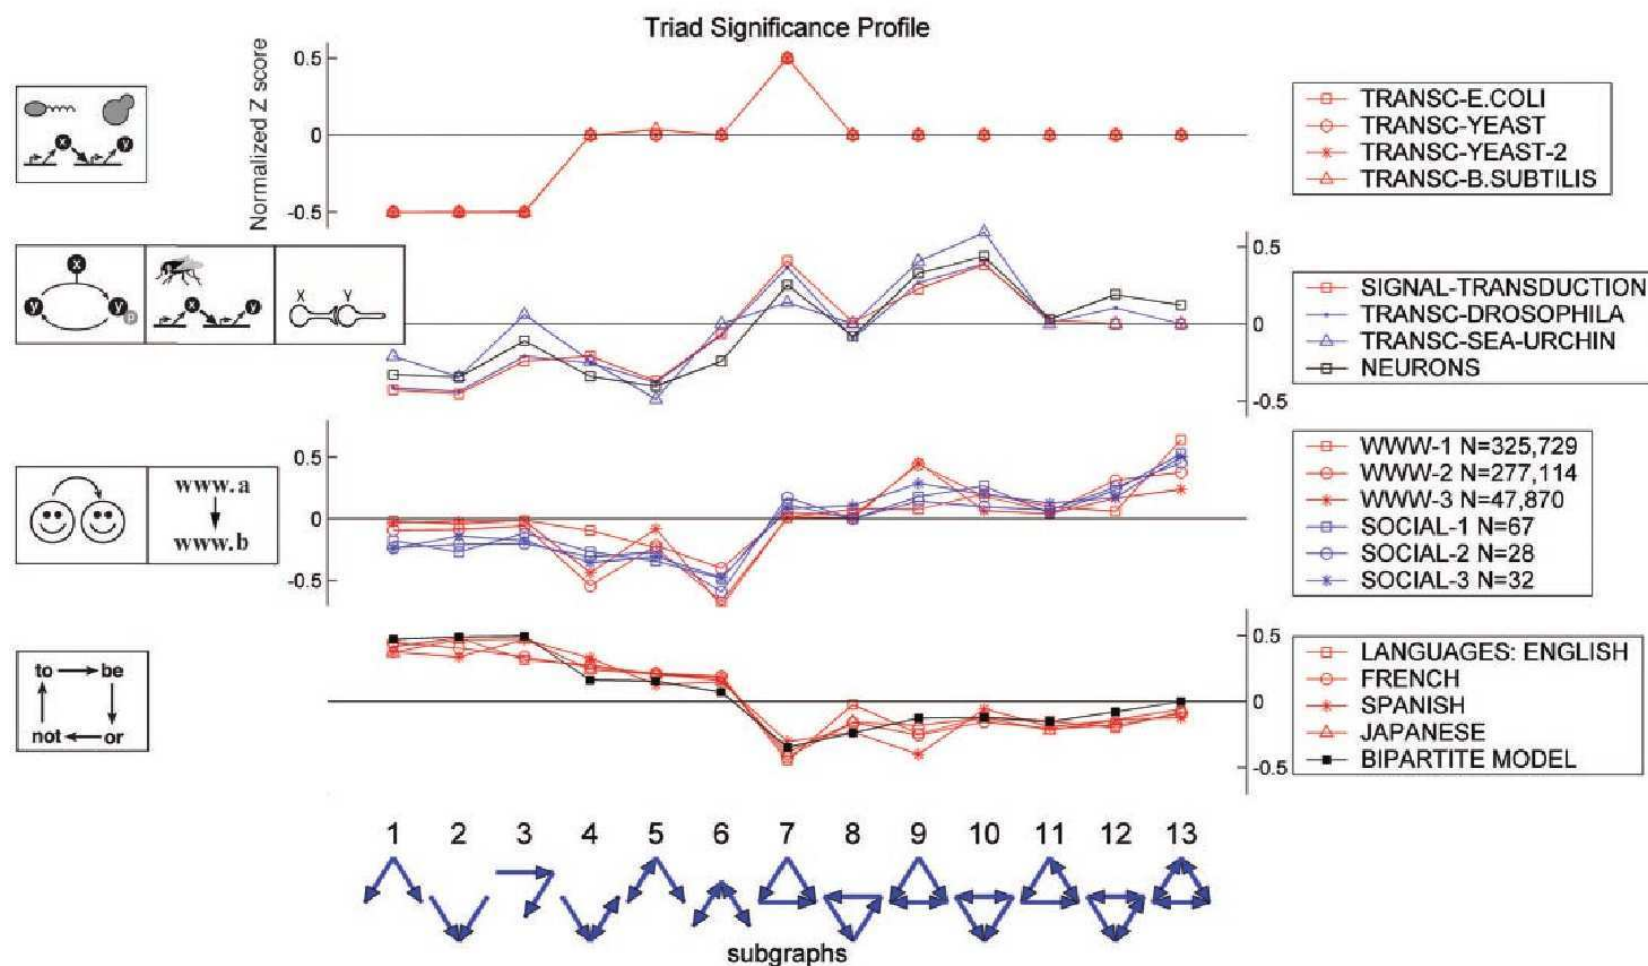 Triad Significance Profile
Normalized Z score
0.5
0
-0.5
x
y
TRANSC-E.COLI
TRANSC-YEAST
TRANSC-YEAST-2
TRANSC-B.SUBTILIS
x
y
y
p
x
y
X Y
0.5
0
-0.5
SIGNAL-TRANSDUCTION
TRANSC-DROSOPHILA
TRANSC-SEA-URCHIN
NEURONS
www.a
www.b
0.5
0
-0.5
WWW-1 N=325,729
WWW-2 N=277,114
WWW-3 N=47,870
SOCIAL-1 N=67
SOCIAL-2 N=28
SOCIAL-3 N=32
to be
not or
0.5
0
-0.5
LANGUAGES: ENGLISH
FRENCH
SPANISH
JAPANESE
BIPARTITE MODEL
1 2 3 4 5 6 7 8 9 10 11 12 13
subgraphs